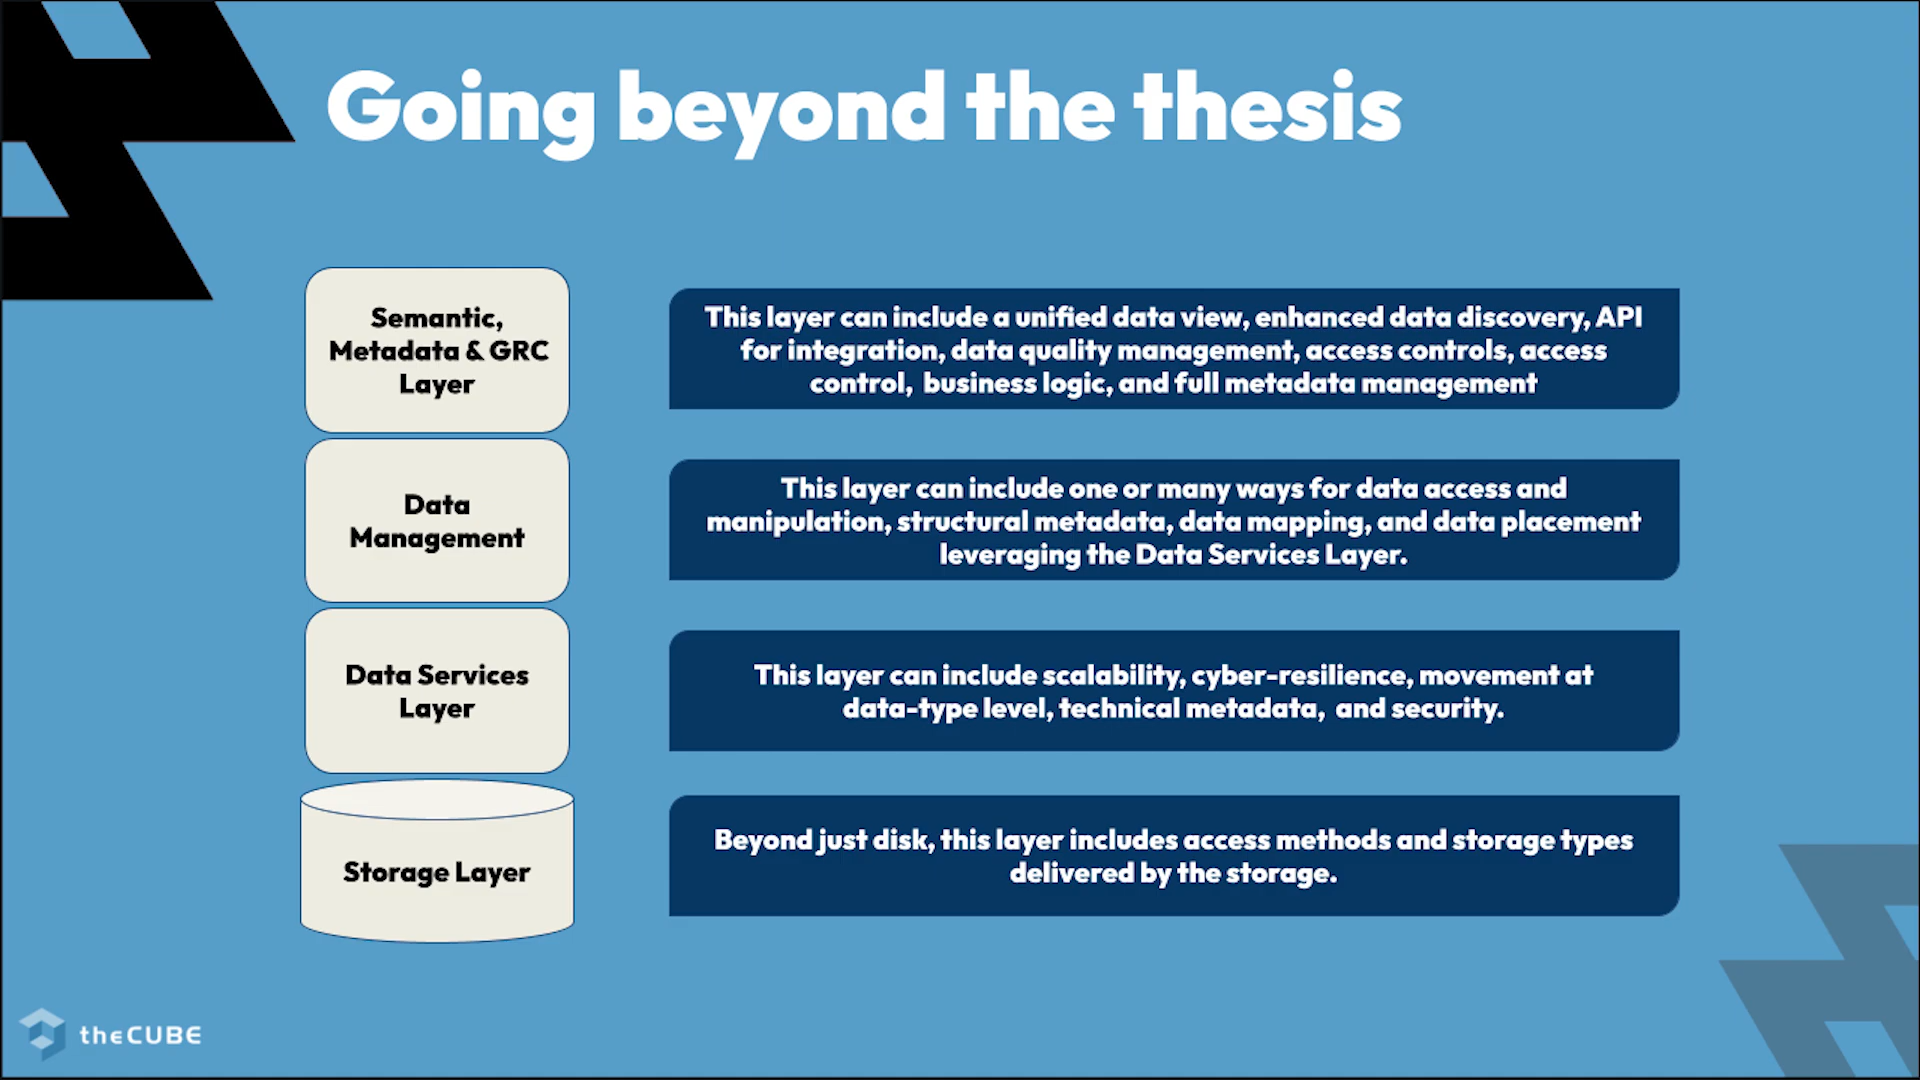 Going beyond the thesis
Semantic,
Metadata & GRC
Layer
This layer can include a unified data view, enhanced data discovery, API
for integration, data quality management, access controls, access
control, business logic, and full metadata management
Data
Management
This layer can include one or many ways for data access and
manipulation, structural metadata, data mapping, and data placement
leveraging the Data Services Layer.
Data Services
Layer
This layer can include scalability, cyber-resilience, movement at
data-type level, technical metadata, and security.
Storage Layer
Beyond just disk, this layer includes access methods and storage types
delivered by the storage.
theCUBE